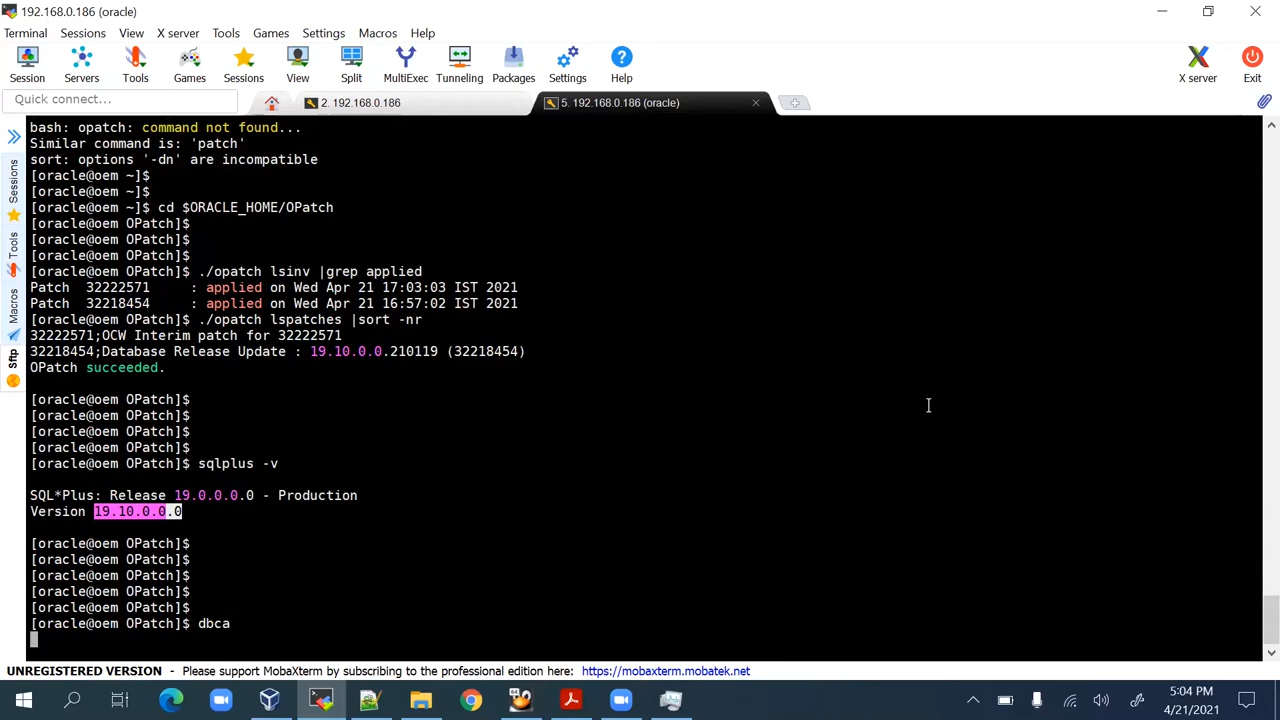 192.168.0.186 (oracle)
Terminal Sessions View X server Tools Games Settings Macros Help
Session Servers Tools Games Sessions View Split MultiExec Tunneling Packages Settings Help X server Exit
Quick connect... 2. 192.168.0.186 5. 192.168.0.186 (oracle)
Sessions
Tools
Macros
Sftp
bash: opatch: command not found...
Similar command is: 'patch'
sort: options '-dn' are incompatible
[oracle@oem ~]$
[oracle@oem ~]$
[oracle@oem ~]$ cd $ORACLE_HOME/OPatch
[oracle@oem OPatch]$
[oracle@oem OPatch]$
[oracle@oem OPatch]$
[oracle@oem OPatch]$ ./opatch lsinv |grep applied
Patch  32222571     : applied on Wed Apr 21 17:03:03 IST 2021
Patch  32218454     : applied on Wed Apr 21 16:57:02 IST 2021
[oracle@oem OPatch]$ ./opatch lspatches |sort -nr
32222571;OCW Interim patch for 32222571
32218454;Database Release Update : 19.10.0.0.210119 (32218454)
OPatch succeeded.
[oracle@oem OPatch]$
[oracle@oem OPatch]$
[oracle@oem OPatch]$
[oracle@oem OPatch]$
[oracle@oem OPatch]$ sqlplus -v
SQL*Plus: Release 19.0.0.0.0 - Production
Version 19.10.0.0.0
[oracle@oem OPatch]$
[oracle@oem OPatch]$
[oracle@oem OPatch]$
[oracle@oem OPatch]$
[oracle@oem OPatch]$
[oracle@oem OPatch]$ dbca
UNREGISTERED VERSION - Please support MobaXterm by subscribing to the professional edition here: https://mobaxterm.mobatek.net
5:04 PM
4/21/2021